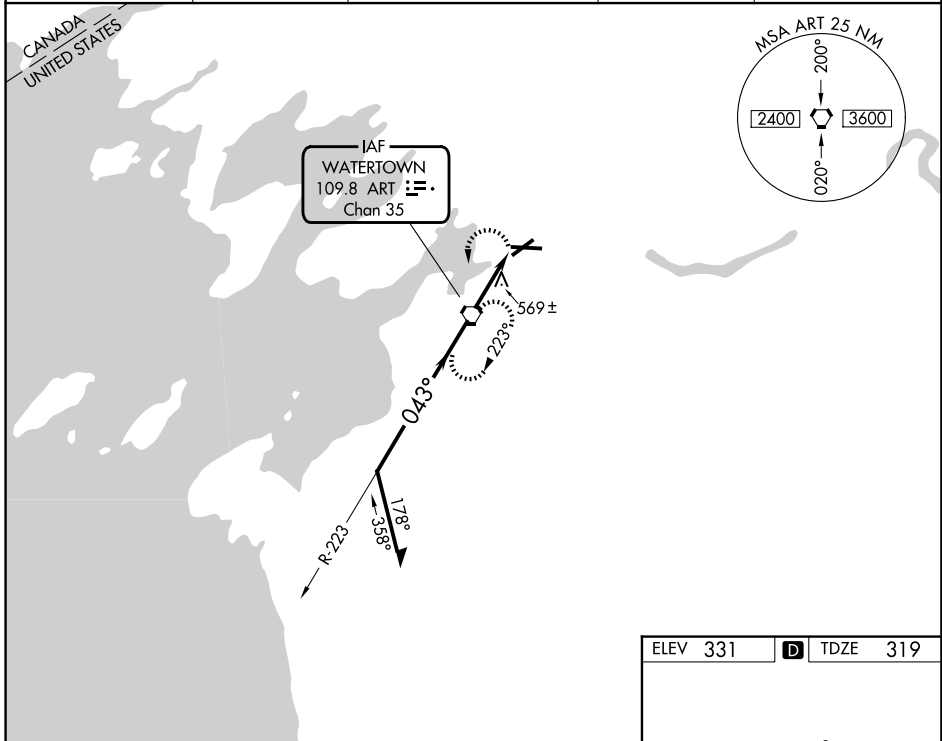 CANADA
UNITED STATES
MSA ART 25 NM
200°
2400
3600
020°
IAF
WATERTOWN
109.8 ART
Chan 35
569±
223°
043°
178°
358°
R-223
ELEV 331
D
TDZE 319